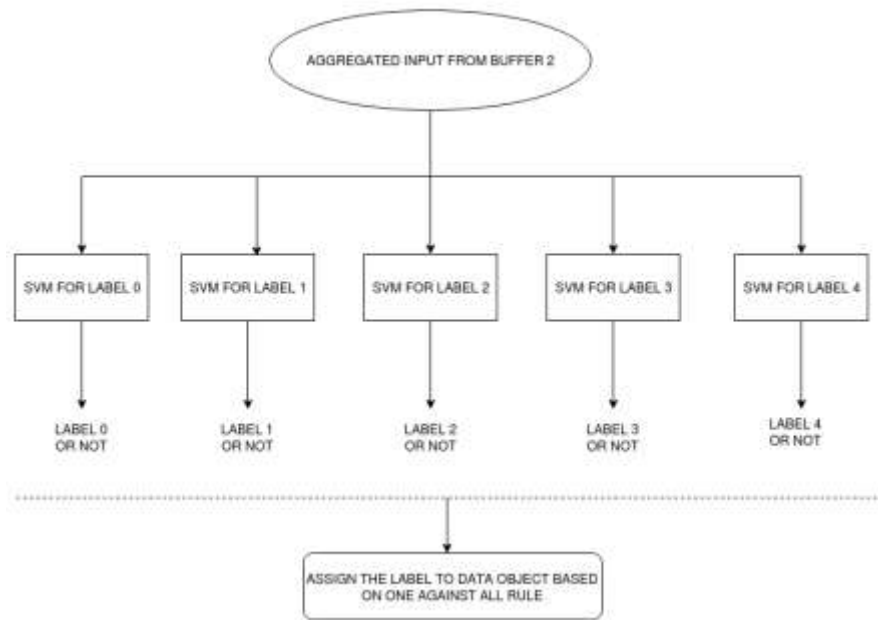 AGGREGATED INPUT FROM BUFFER 2
SVM FOR LABEL 0
SVM FOR LABEL 1
SVM FOR LABEL 2
SVM FOR LABEL 3
SVM FOR LABEL 4
LABEL 0
OR NOT
LABEL 1
OR NOT
LABEL 2
OR NOT
LABEL 3
OR NOT
LABEL 4
OR NOT
ASSIGN THE LABEL TO DATA OBJECT BASED
ON ONE AGAINST ALL RULE